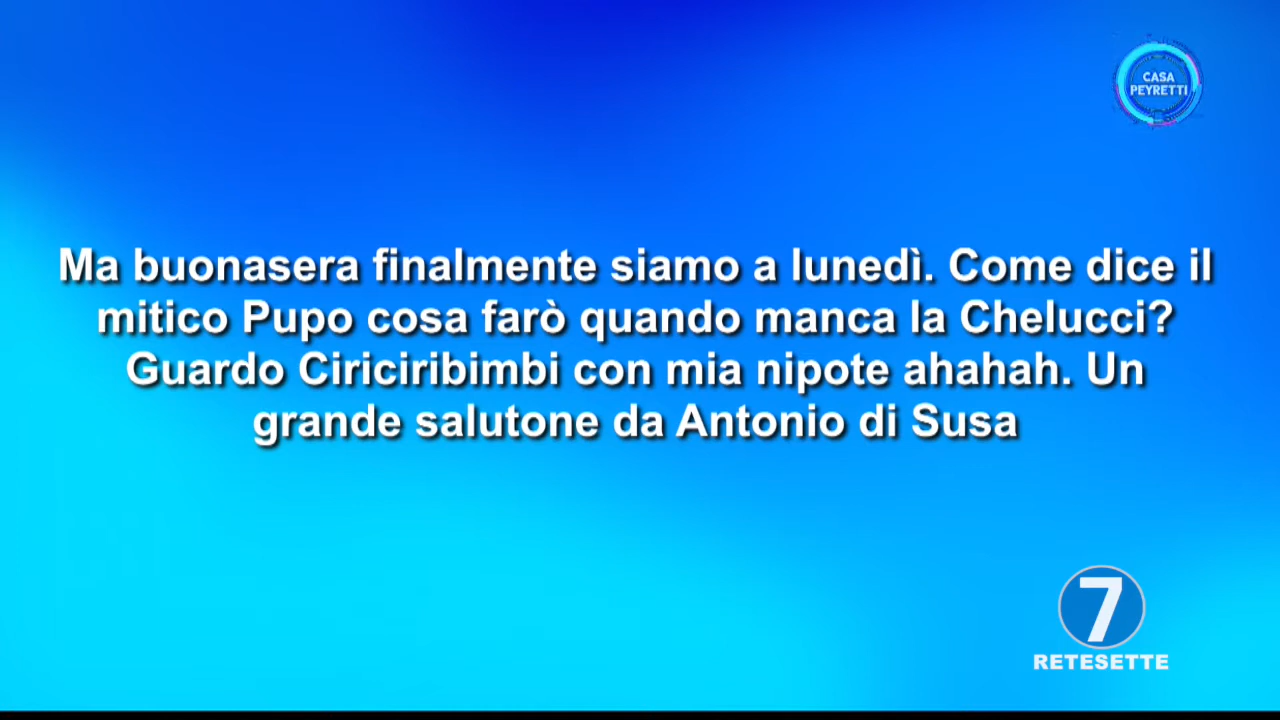 CASA
PEYRETTI
Ma buonasera finalmente siamo a lunedì. Come dice il
mitico Pupo cosa farò quando manca la Chelucci?
Guardo Ciriciribimbi con mia nipote ahahah. Un
grande salutone da Antonio di Susa
7
RETESETTE